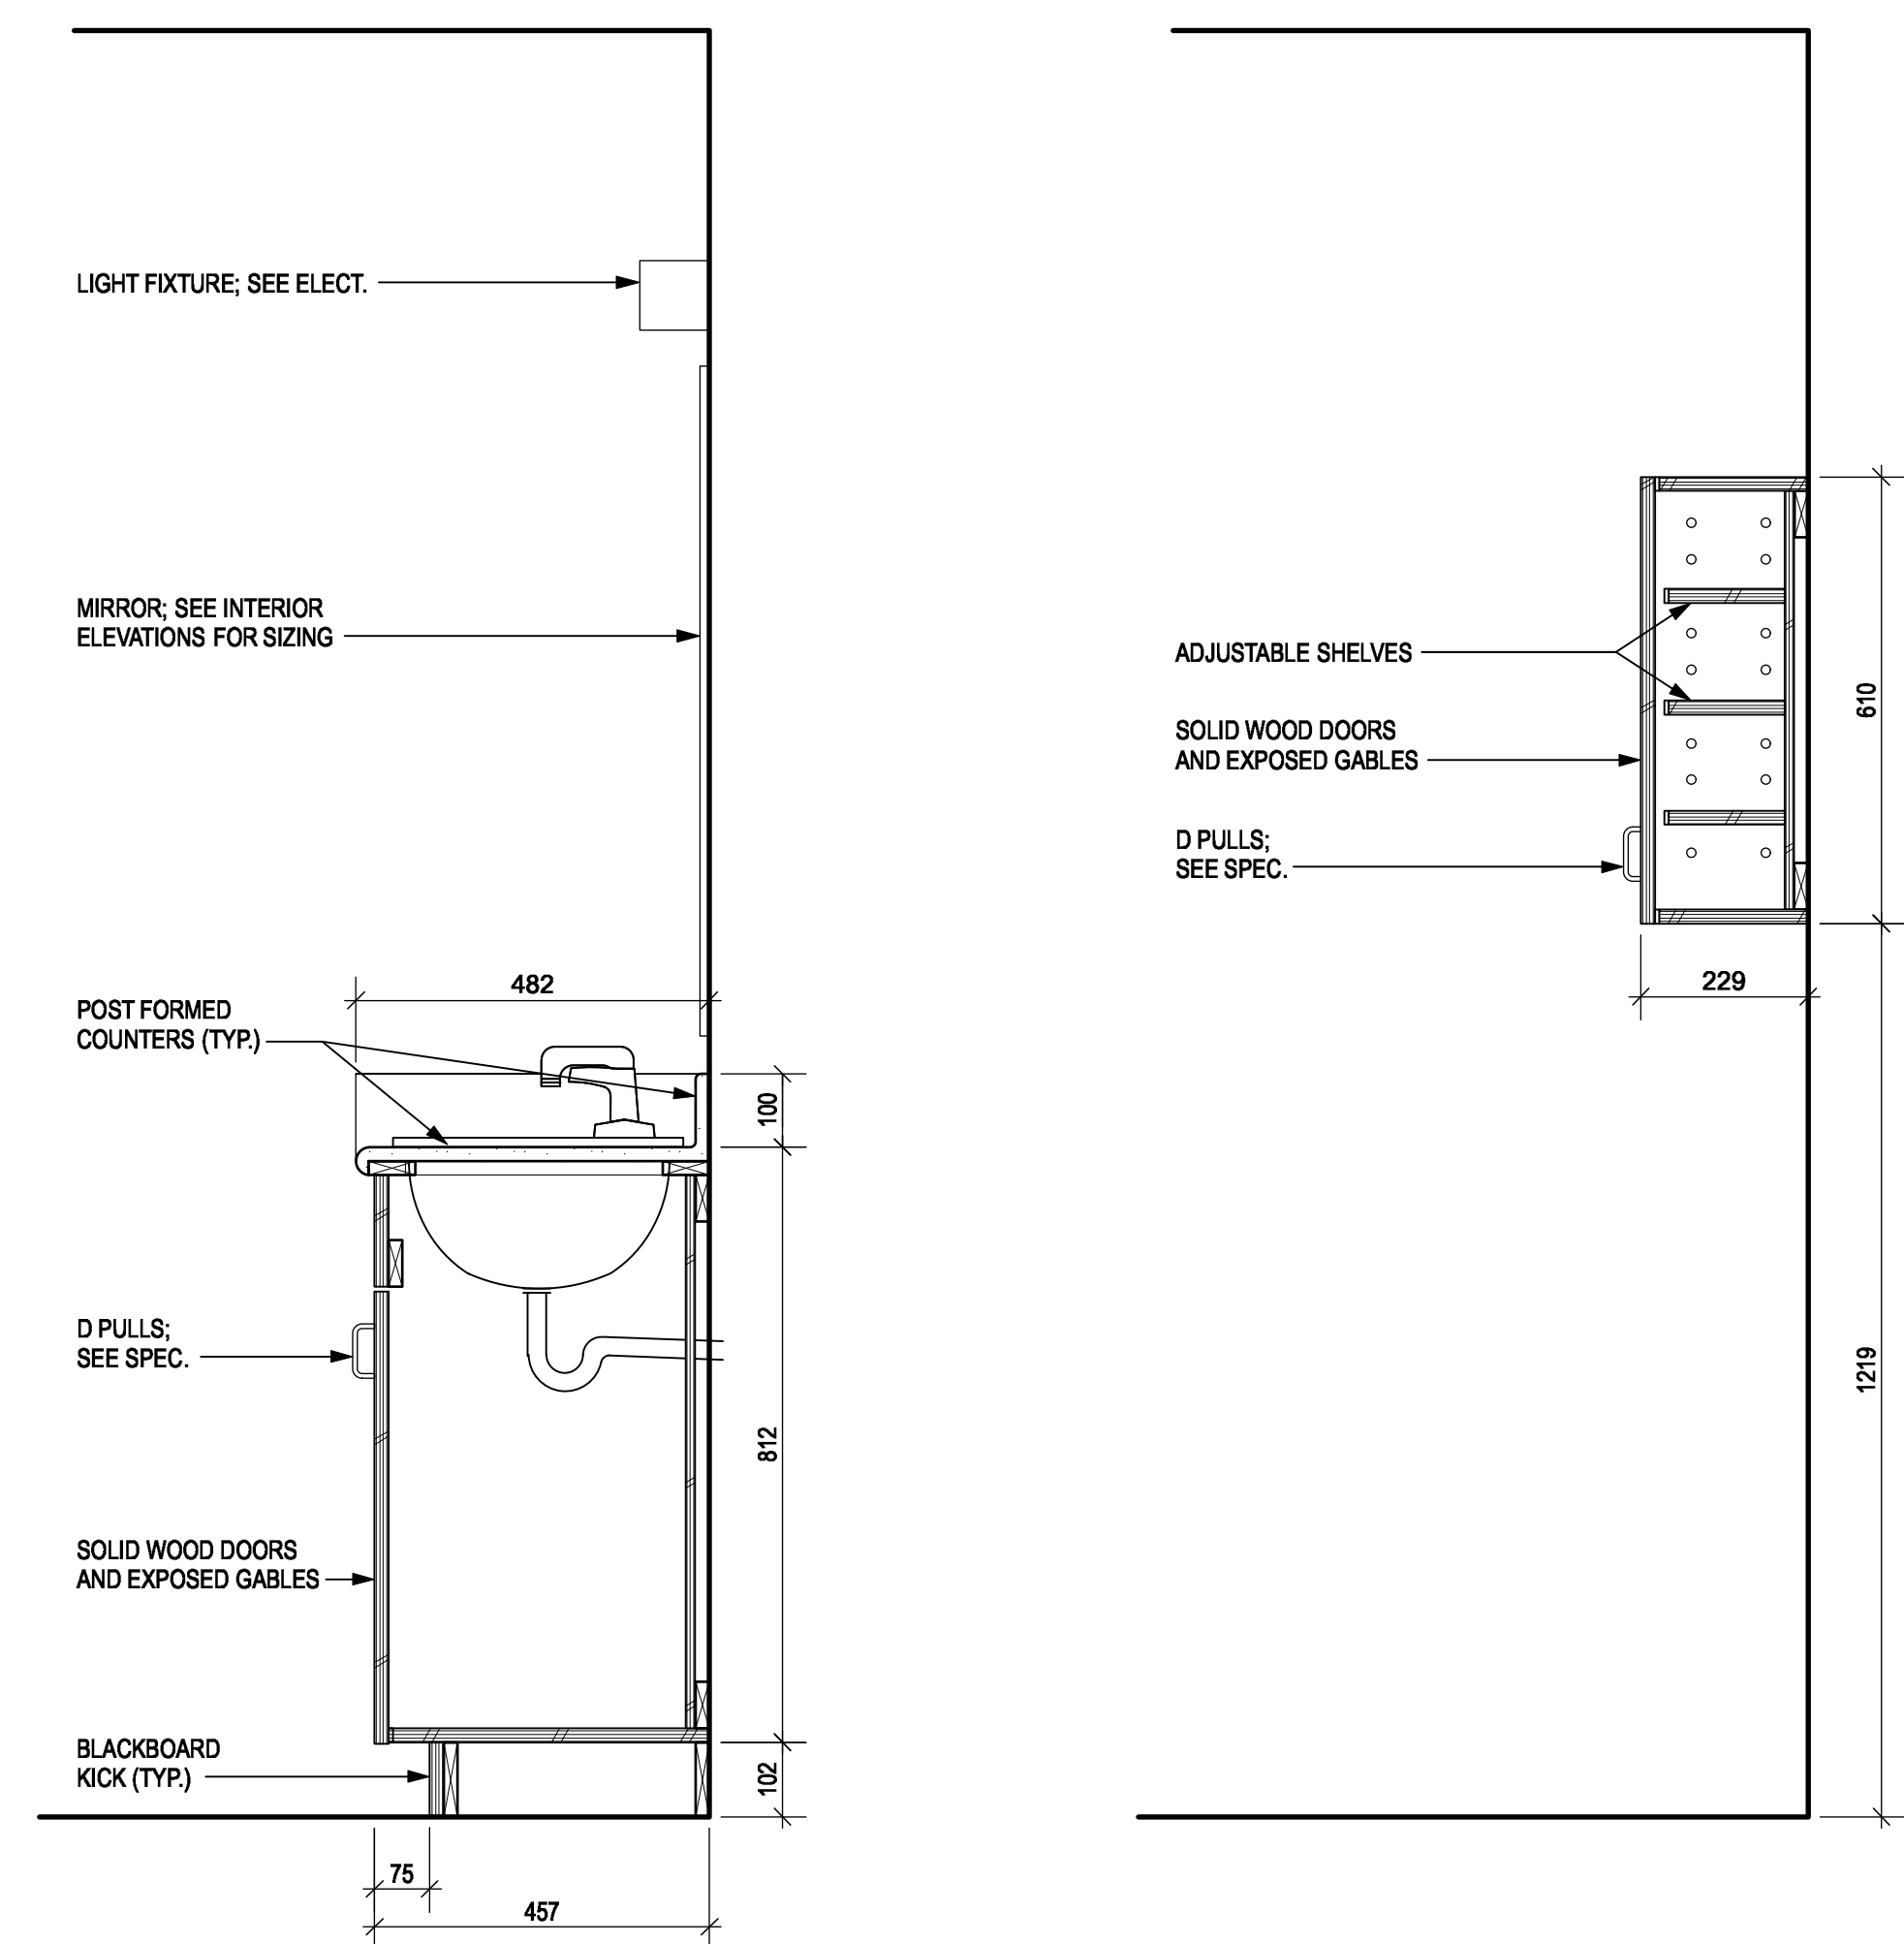 LIGHT FIXTURE; SEE ELECT.
MIRROR; SEE INTERIOR
ELEVATIONS FOR SIZING
482
POST FORMED
COUNTERS (TYP.)
100
D PULLS;
SEE SPEC.
812
SOLID WOOD DOORS
AND EXPOSED GABLES
BLACKBOARD
KICK (TYP.)
102
75
457
ADJUSTABLE SHELVES
610
SOLID WOOD DOORS
AND EXPOSED GABLES
D PULLS;
SEE SPEC.
229
1219